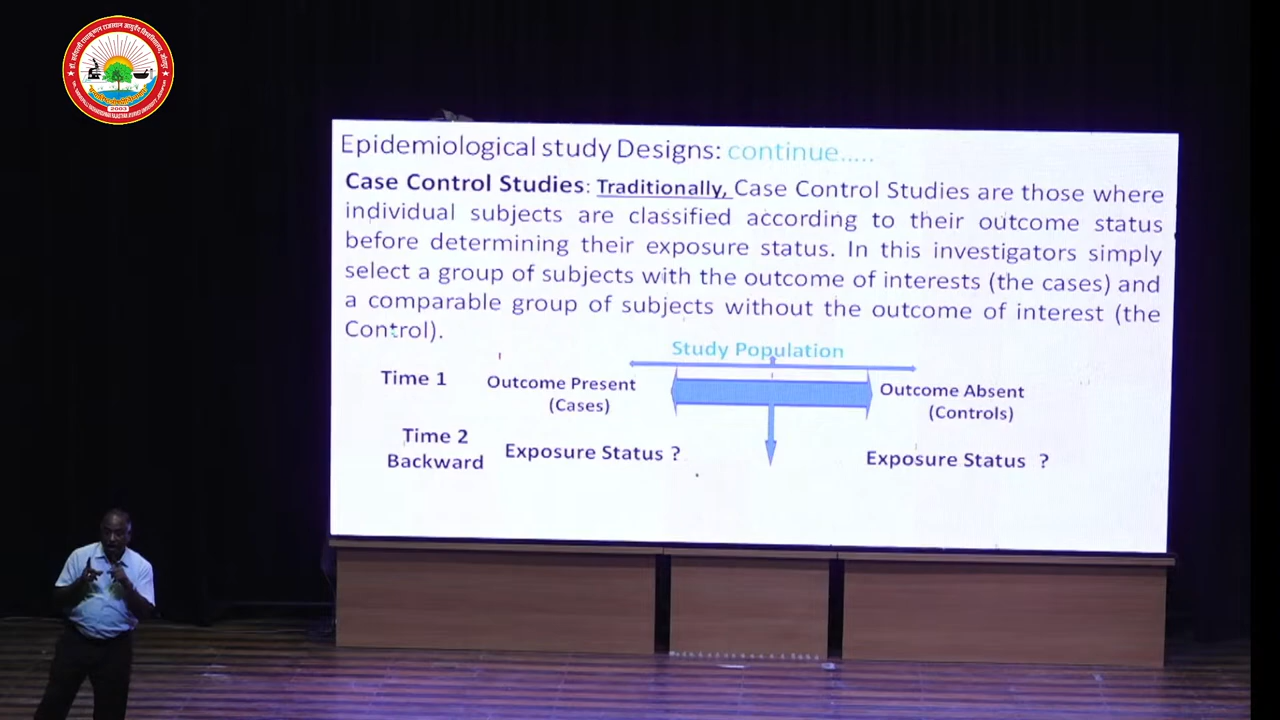 2003
Epidemiological study Designs: continue.....
Case Control Studies: Traditionally, Case Control Studies are those where
individual subjects are classified according to their outcome status
before determining their exposure status. In this investigators simply
select a group of subjects with the outcome of interests (the cases) and
a comparable group of subjects without the outcome of interest (the
Control).
Study Population
Time 1
Outcome Present
(Cases)
Outcome Absent
(Controls)
Time 2
Backward
Exposure Status ?
Exposure Status ?